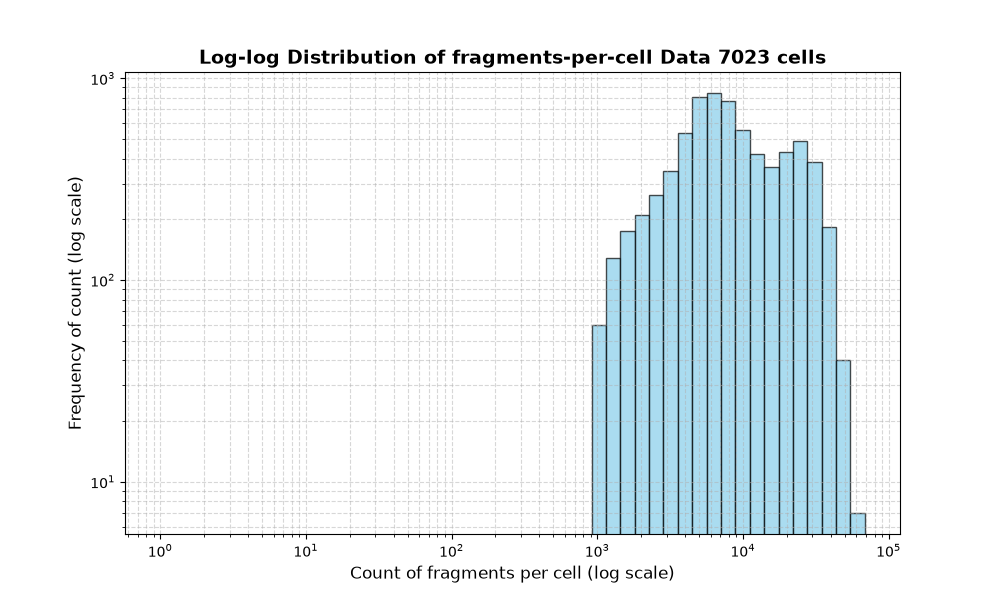 Log-log Distribution of fragments-per-cell Data 7023 cells
Frequency of count (log scale)
10³
10²
10¹
10⁰ 10¹ 10² 10³ 10⁴ 10⁵
Count of fragments per cell (log scale)